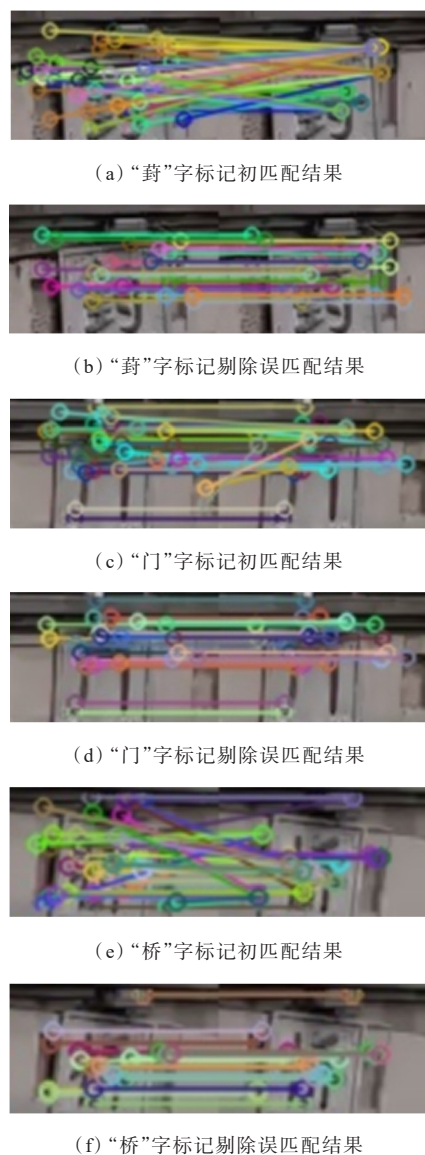 (a)“葑”字标记初匹配结果
(b)“葑”字标记剔除误匹配结果
(c)“门”字标记初匹配结果
(d)“门”字标记剔除误匹配结果
(e)“桥”字标记初匹配结果
(f)“桥”字标记剔除误匹配结果